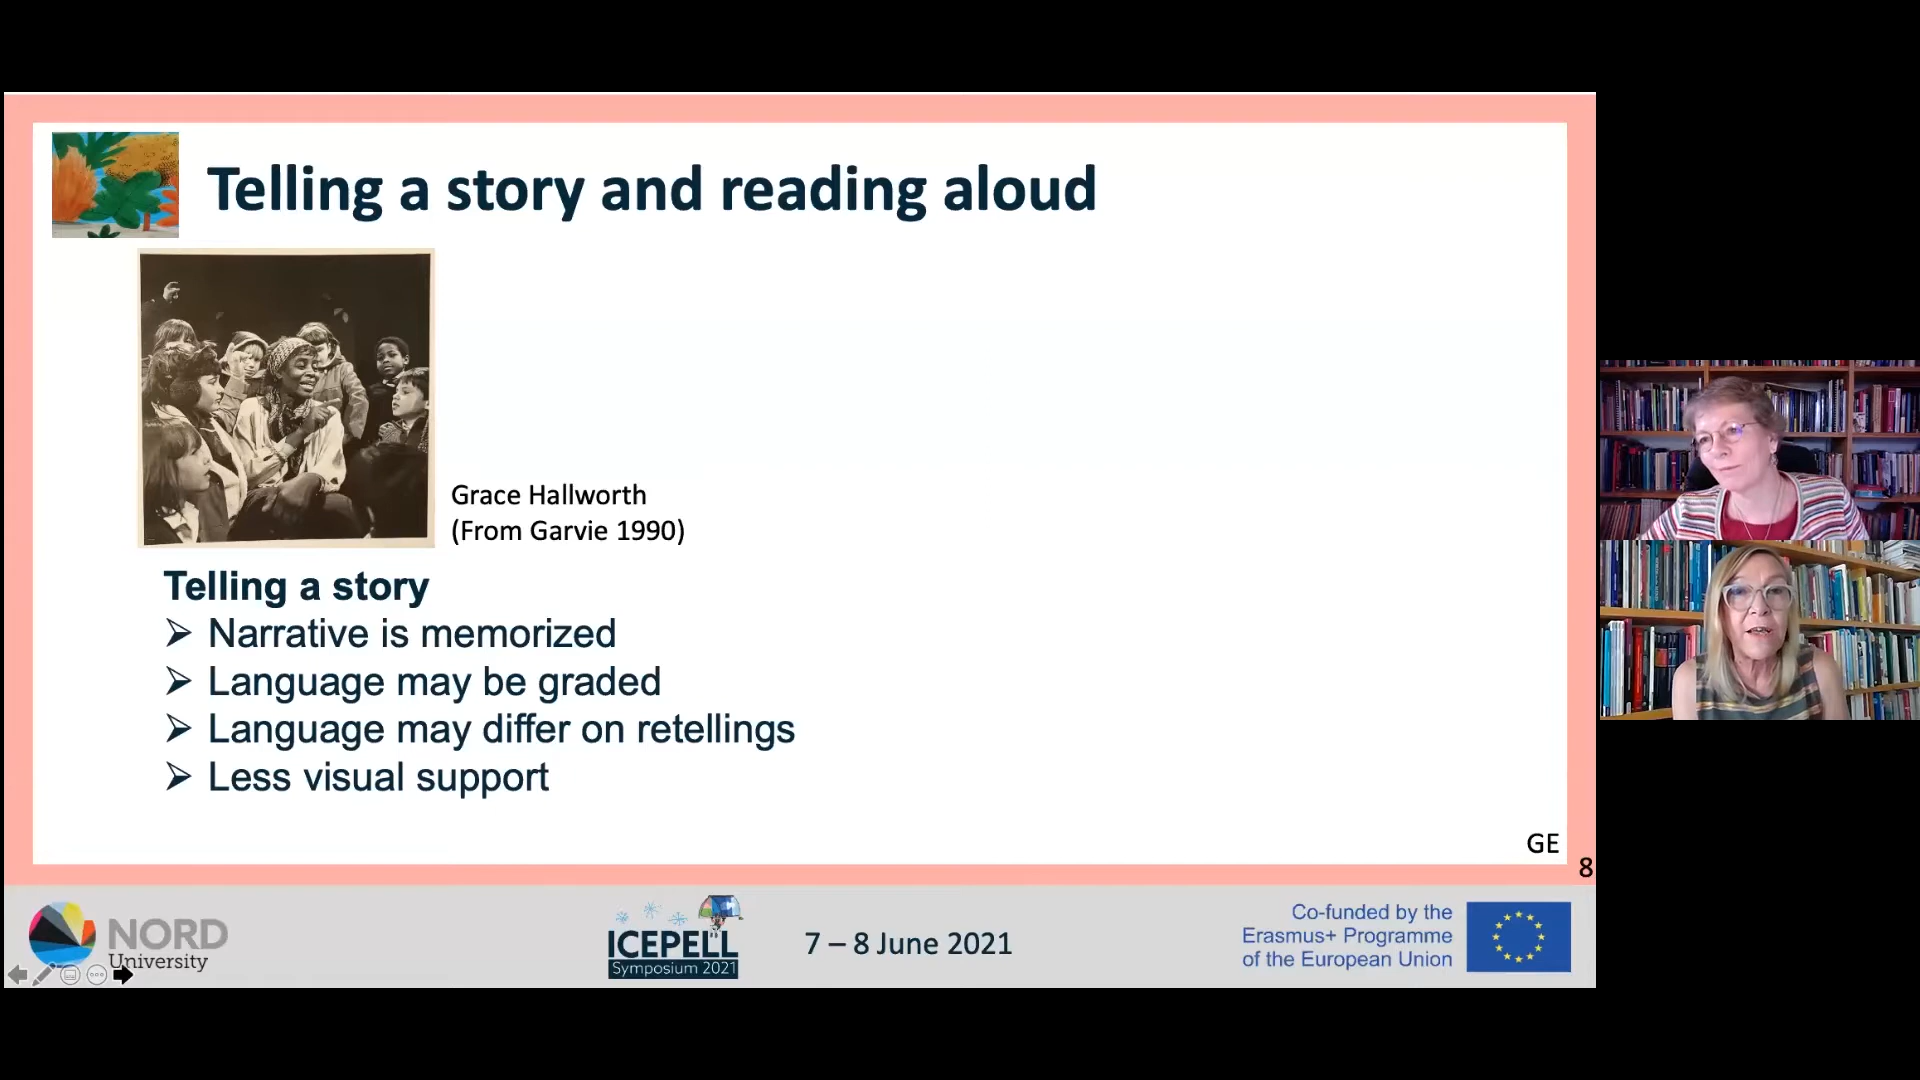 Telling a story and reading aloud
Grace Hallworth
(From Garvie 1990)
Telling a story
➢ Narrative is memorized
➢ Language may be graded
➢ Language may differ on retellings
➢ Less visual support
GE
8
NORD
University
ICEPELL
Symposium 2021
7 – 8 June 2021
Co-funded by the
Erasmus+ Programme
of the European Union